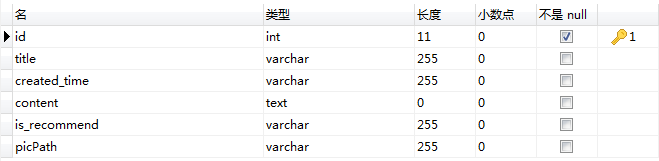 名 类型 长度 小数点 不是 null
id int 11 0 1
title varchar 255 0
created_time varchar 255 0
content text 0 0
is_recommend varchar 255 0
picPath varchar 255 0